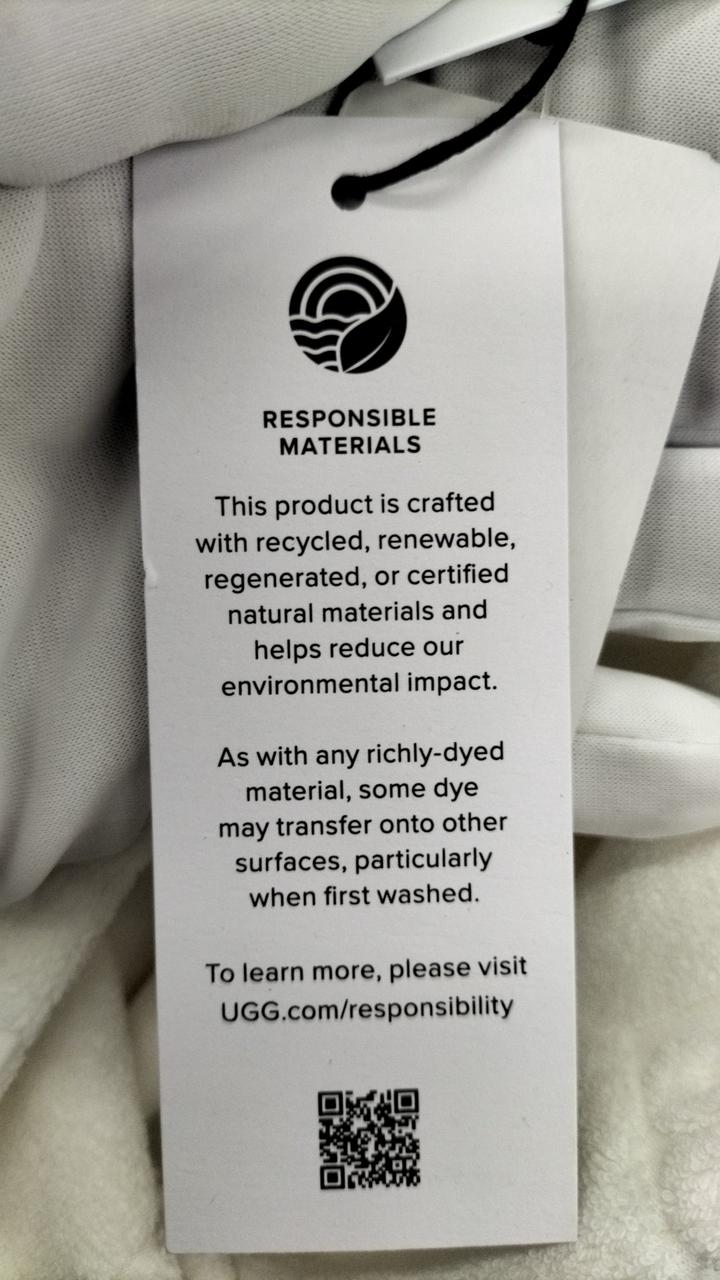 RESPONSIBLE
MATERIALS
This product is crafted
with recycled, renewable,
regenerated, or certified
natural materials and
helps reduce our
environmental impact.
As with any richly-dyed
material, some dye
may transfer onto other
surfaces, particularly
when first washed.
To learn more, please visit
UGG.com/responsibility